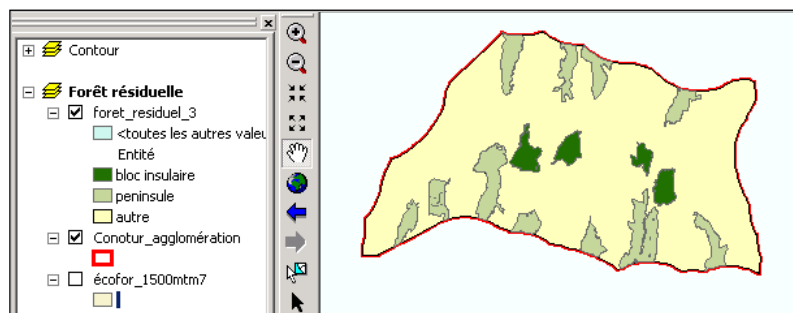 Contour
Forêt résiduelle
foret_residuel_3
<toutes les autres valeu
Entité
bloc insulaire
peninsule
autre
Conotur_agglomération
écofor_1500mtm7